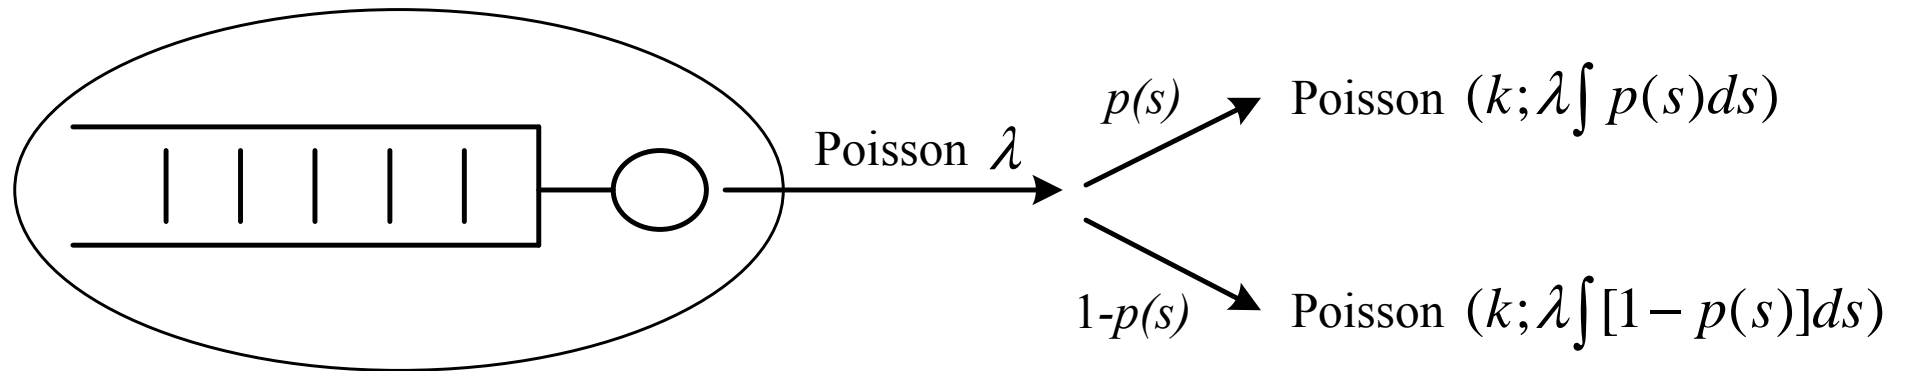 p(s) Poisson (k; λ∫ p(s)ds)
Poisson λ
1-p(s) Poisson (k; λ∫ [1 − p(s)]ds)